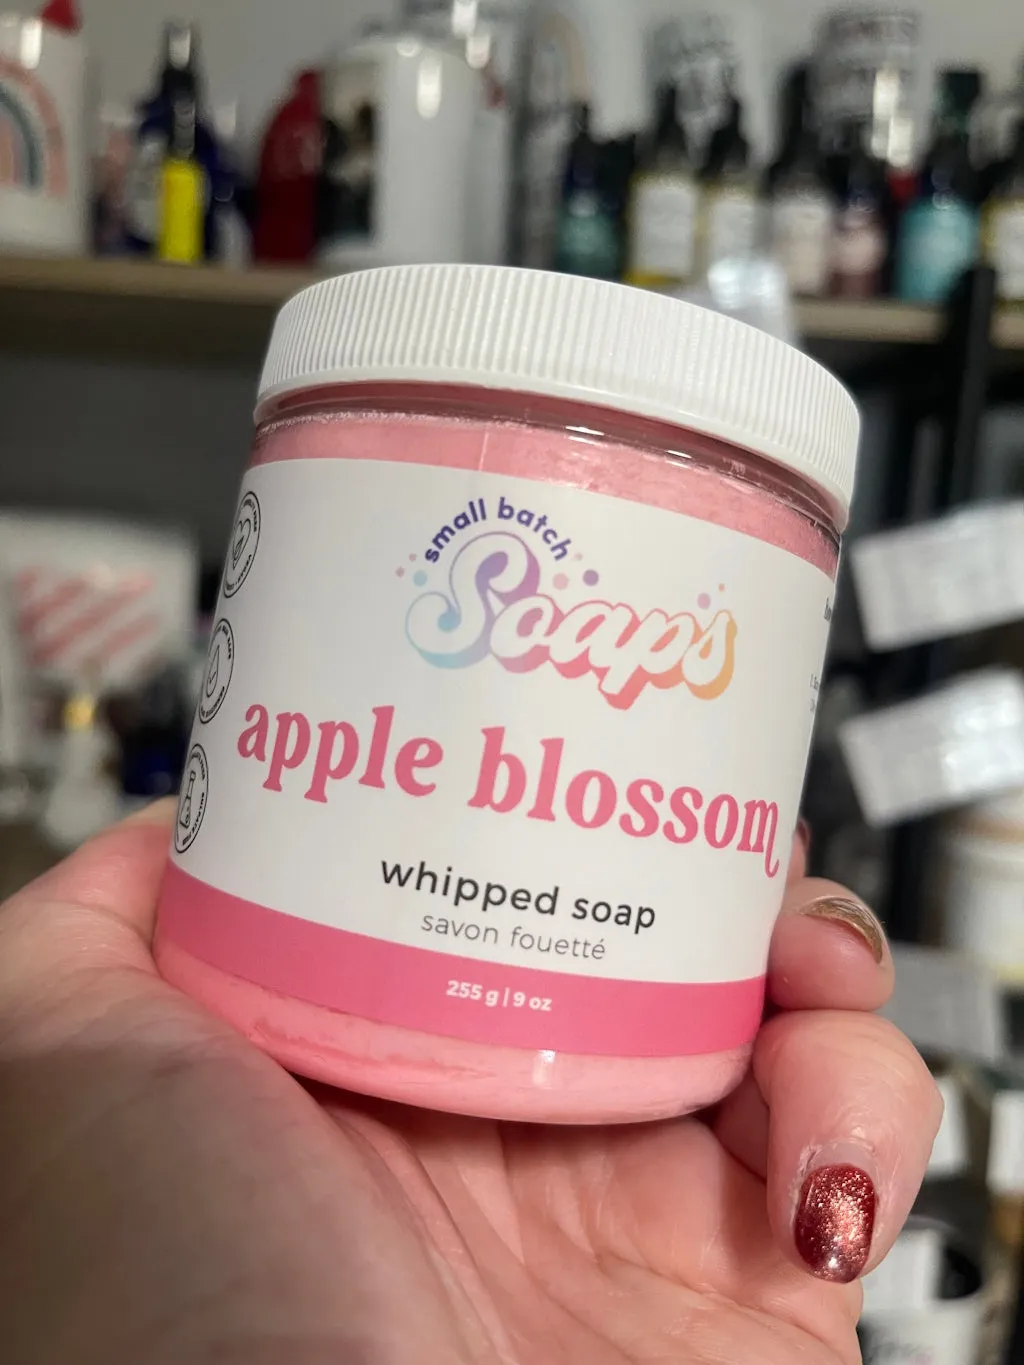 small batch
Soaps
apple blossom
whipped soap
savon fouetté
255 g | 9 oz